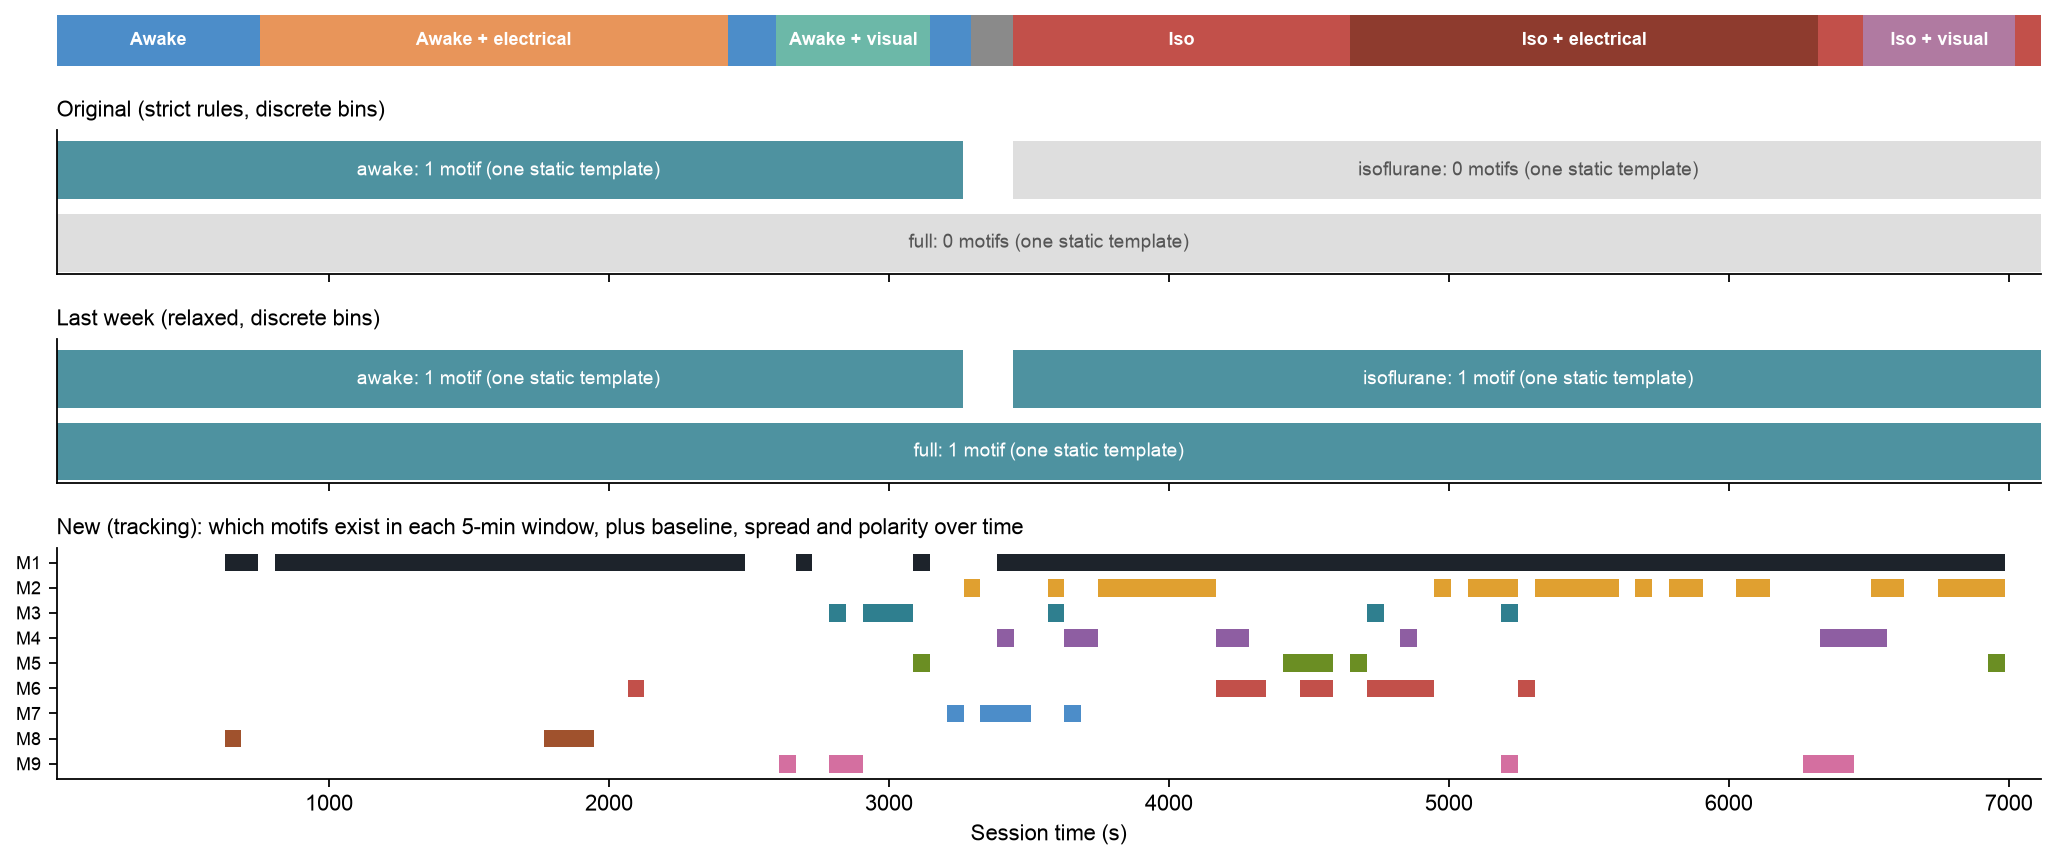 Awake
Awake + electrical
Awake + visual
Iso
Iso + electrical
Iso + visual
Original (strict rules, discrete bins)
awake: 1 motif (one static template)
isoflurane: 0 motifs (one static template)
full: 0 motifs (one static template)
Last week (relaxed, discrete bins)
awake: 1 motif (one static template)
isoflurane: 1 motif (one static template)
full: 1 motif (one static template)
New (tracking): which motifs exist in each 5-min window, plus baseline, spread and polarity over time
M1
M2
M3
M4
M5
M6
M7
M8
M9
1000
2000
3000
4000
5000
6000
7000
Session time (s)